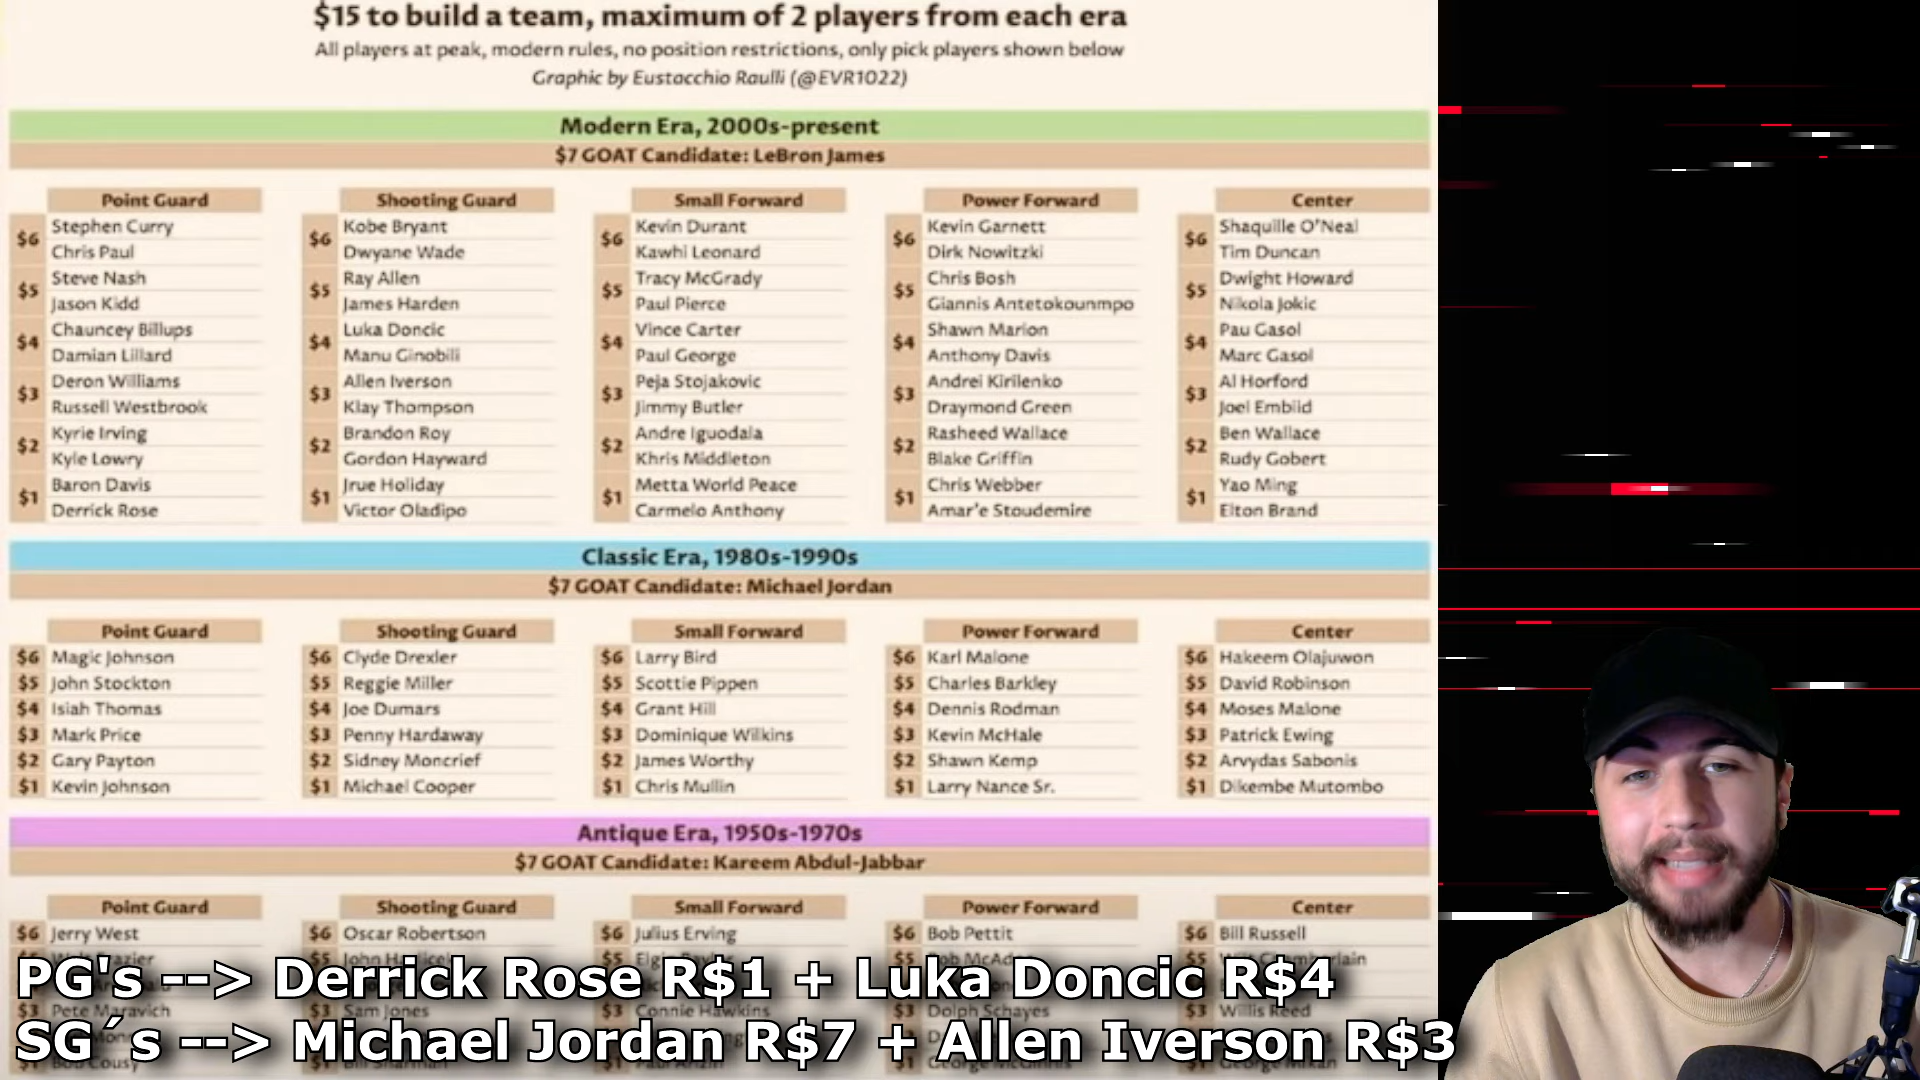 $15 to build a team, maximum of 2 players from each era
All players at peak, modern rules, no position restrictions, only pick players shown below
Graphic by Eustacchio Raulli (@EVR1022)
Modern Era, 2000s-present
$7 GOAT Candidate: LeBron James
Point Guard Shooting Guard Small Forward Power Forward Center
$6 Stephen Curry $6 Kobe Bryant $6 Kevin Durant $6 Kevin Garnett $6 Shaquille O'Neal
Chris Paul Dwyane Wade Kawhi Leonard Dirk Nowitzki Tim Duncan
$5 Steve Nash $5 Ray Allen $5 Tracy McGrady $5 Chris Bosh $5 Dwight Howard
Jason Kidd James Harden Paul Pierce Giannis Antetokounmpo Nikola Jokic
$4 Chauncey Billups $4 Luka Doncic $4 Vince Carter $4 Shawn Marion $4 Pau Gasol
Damian Lillard Manu Ginobili Paul George Anthony Davis Marc Gasol
$3 Deron Williams $3 Allen Iverson $3 Peja Stojakovic $3 Andrei Kirilenko $3 Al Horford
Russell Westbrook Klay Thompson Jimmy Butler Draymond Green Joel Embiid
$2 Kyrie Irving $2 Brandon Roy $2 Andre Iguodala $2 Rasheed Wallace $2 Ben Wallace
Kyle Lowry Gordon Hayward Khris Middleton Blake Griffin Rudy Gobert
$1 Baron Davis $1 Jrue Holiday $1 Metta World Peace $1 Chris Webber $1 Yao Ming
Derrick Rose Victor Oladipo Carmelo Anthony Amar'e Stoudemire Elton Brand
Classic Era, 1980s-1990s
$7 GOAT Candidate: Michael Jordan
Point Guard Shooting Guard Small Forward Power Forward Center
$6 Magic Johnson $6 Clyde Drexler $6 Larry Bird $6 Karl Malone $6 Hakeem Olajuwon
$5 John Stockton $5 Reggie Miller $5 Scottie Pippen $5 Charles Barkley $5 David Robinson
$4 Isiah Thomas $4 Joe Dumars $4 Grant Hill $4 Dennis Rodman $4 Moses Malone
$3 Mark Price $3 Penny Hardaway $3 Dominique Wilkins $3 Kevin McHale $3 Patrick Ewing
$2 Gary Payton $2 Sidney Moncrief $2 James Worthy $2 Shawn Kemp $2 Arvydas Sabonis
$1 Kevin Johnson $1 Michael Cooper $1 Chris Mullin $1 Larry Nance Sr. $1 Dikembe Mutombo
Antique Era, 1950s-1970s
$7 GOAT Candidate: Kareem Abdul-Jabbar
Point Guard Shooting Guard Small Forward Power Forward Center
$6 Jerry West $6 Oscar Robertson $6 Julius Erving $6 Bob Pettit $6 Bill Russell
PG's --> Derrick Rose R$1 + Luka Doncic R$4
$3 Pete Maravich $3 Sam Jones $3 Connie Hawkins $3 Dolph Schayes $3 Willis Reed
SG´s --> Michael Jordan R$7 + Allen Iverson R$3